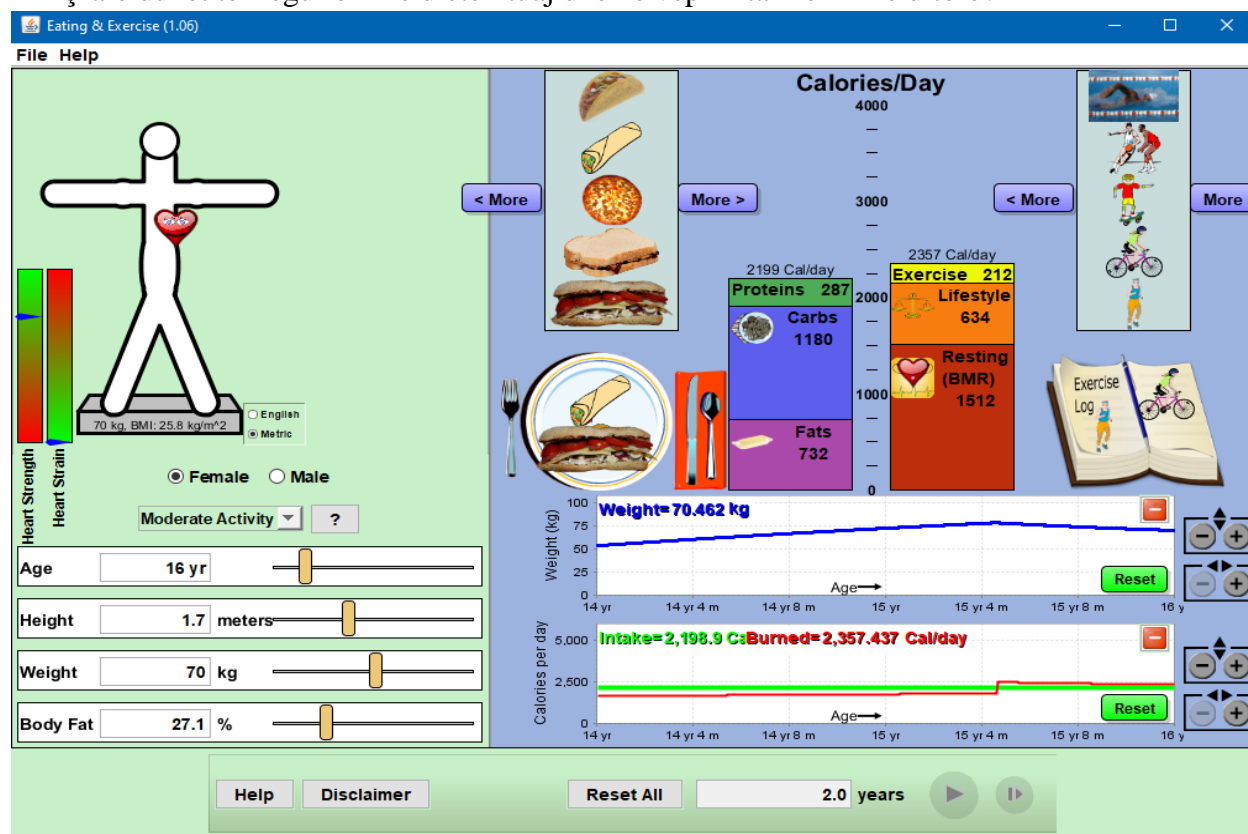 Eating & Exercise (1.06)
File Help
Calories/Day
4000
3000
2000
1000
0
< More
More >
< More
More
2199 Cal/day
Proteins 287
Carbs
1180
Fats
732
2357 Cal/day
Exercise 212
Lifestyle
634
Resting
(BMR)
1512
Exercise
Log
70 kg, BMI: 25.8 kg/m^2
English
Metric
Heart Strength
Heart Strain
Female Male
Moderate Activity ?
Age 16 yr
Height 1.7 meters
Weight 70 kg
Body Fat 27.1 %
Weight (kg)
100
75
50
25
0
Weight=70.462 kg
Age
Reset
14 yr 14 yr 4 m 14 yr 8 m 15 yr 15 yr 4 m 15 yr 8 m 16 y
Calories per day
5,000
2,500
0
Intake=2,198.9 Ca Burned=2,357.437 Cal/day
Age
Reset
14 yr 14 yr 4 m 14 yr 8 m 15 yr 15 yr 4 m 15 yr 8 m 16 y
Help Disclaimer Reset All 2.0 years